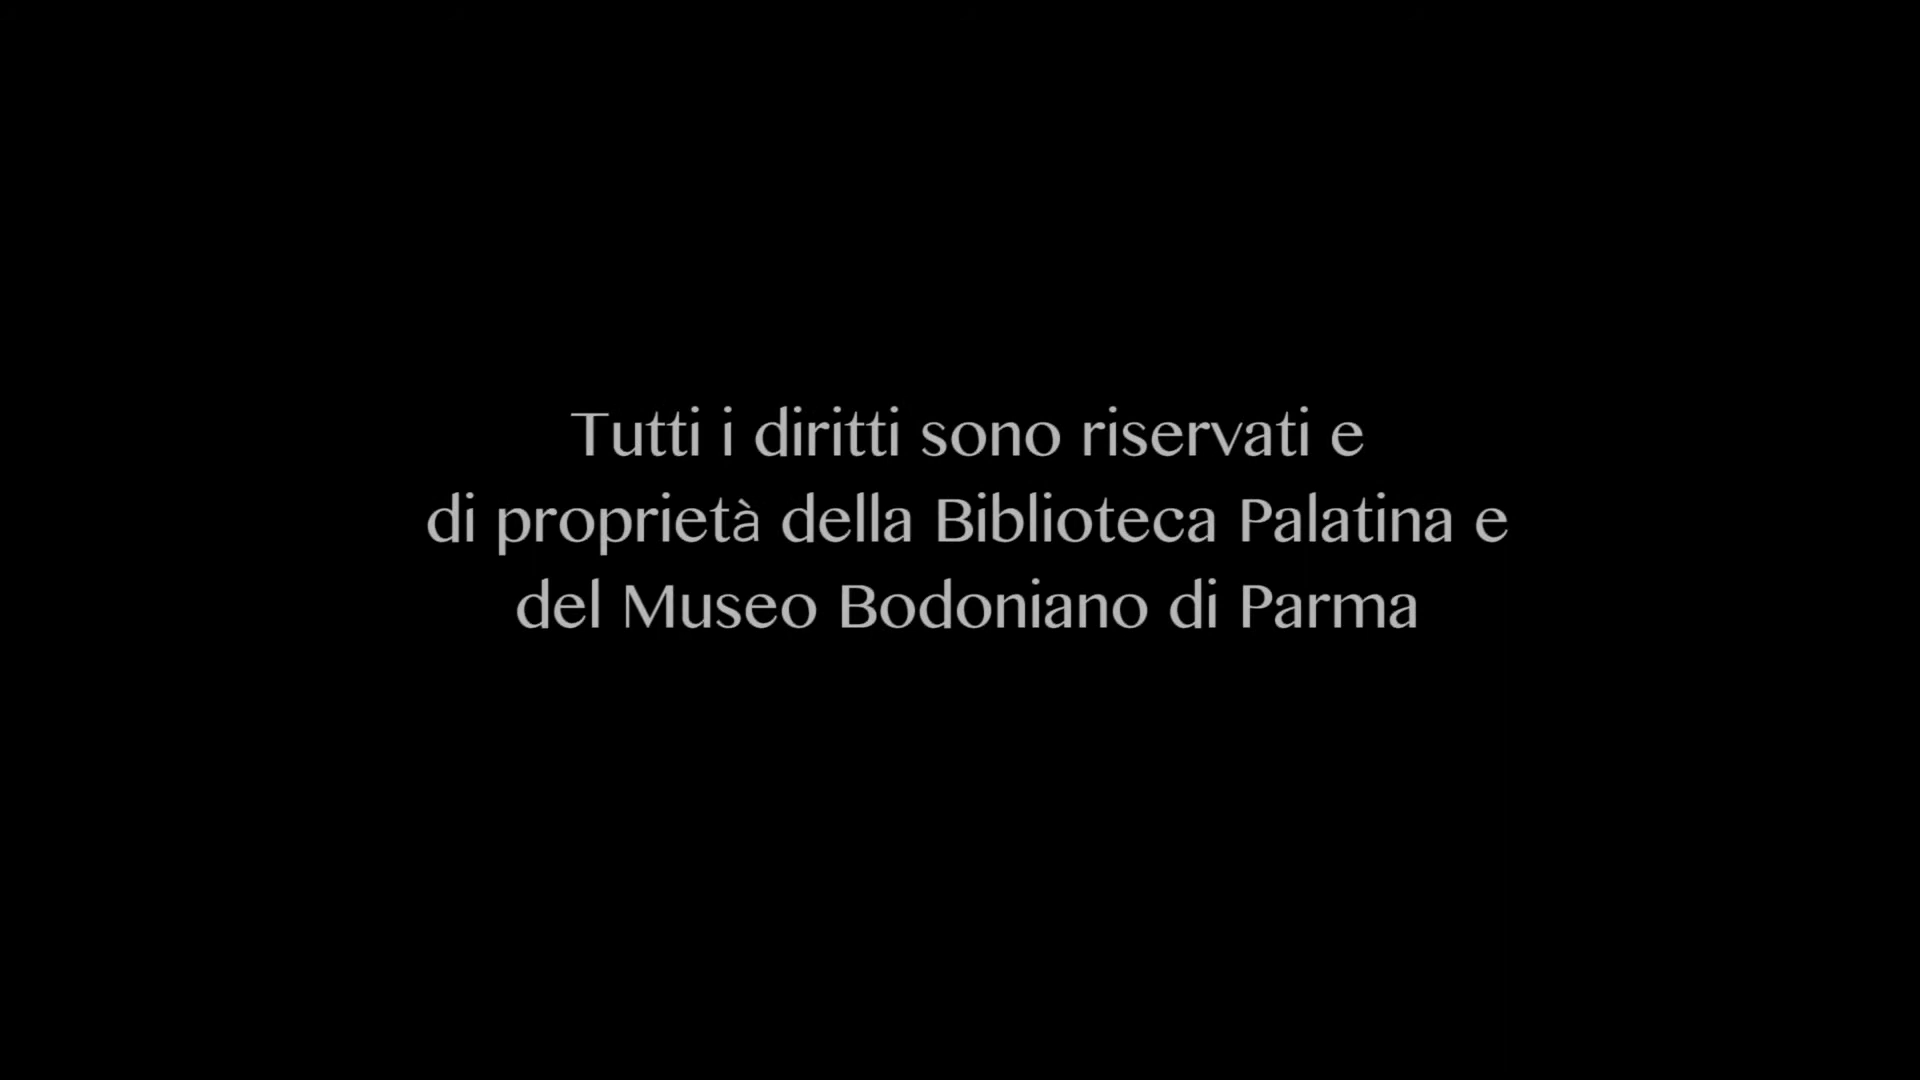 Tutti i diritti sono riservati e
di proprietà della Biblioteca Palatina e
del Museo Bodoniano di Parma